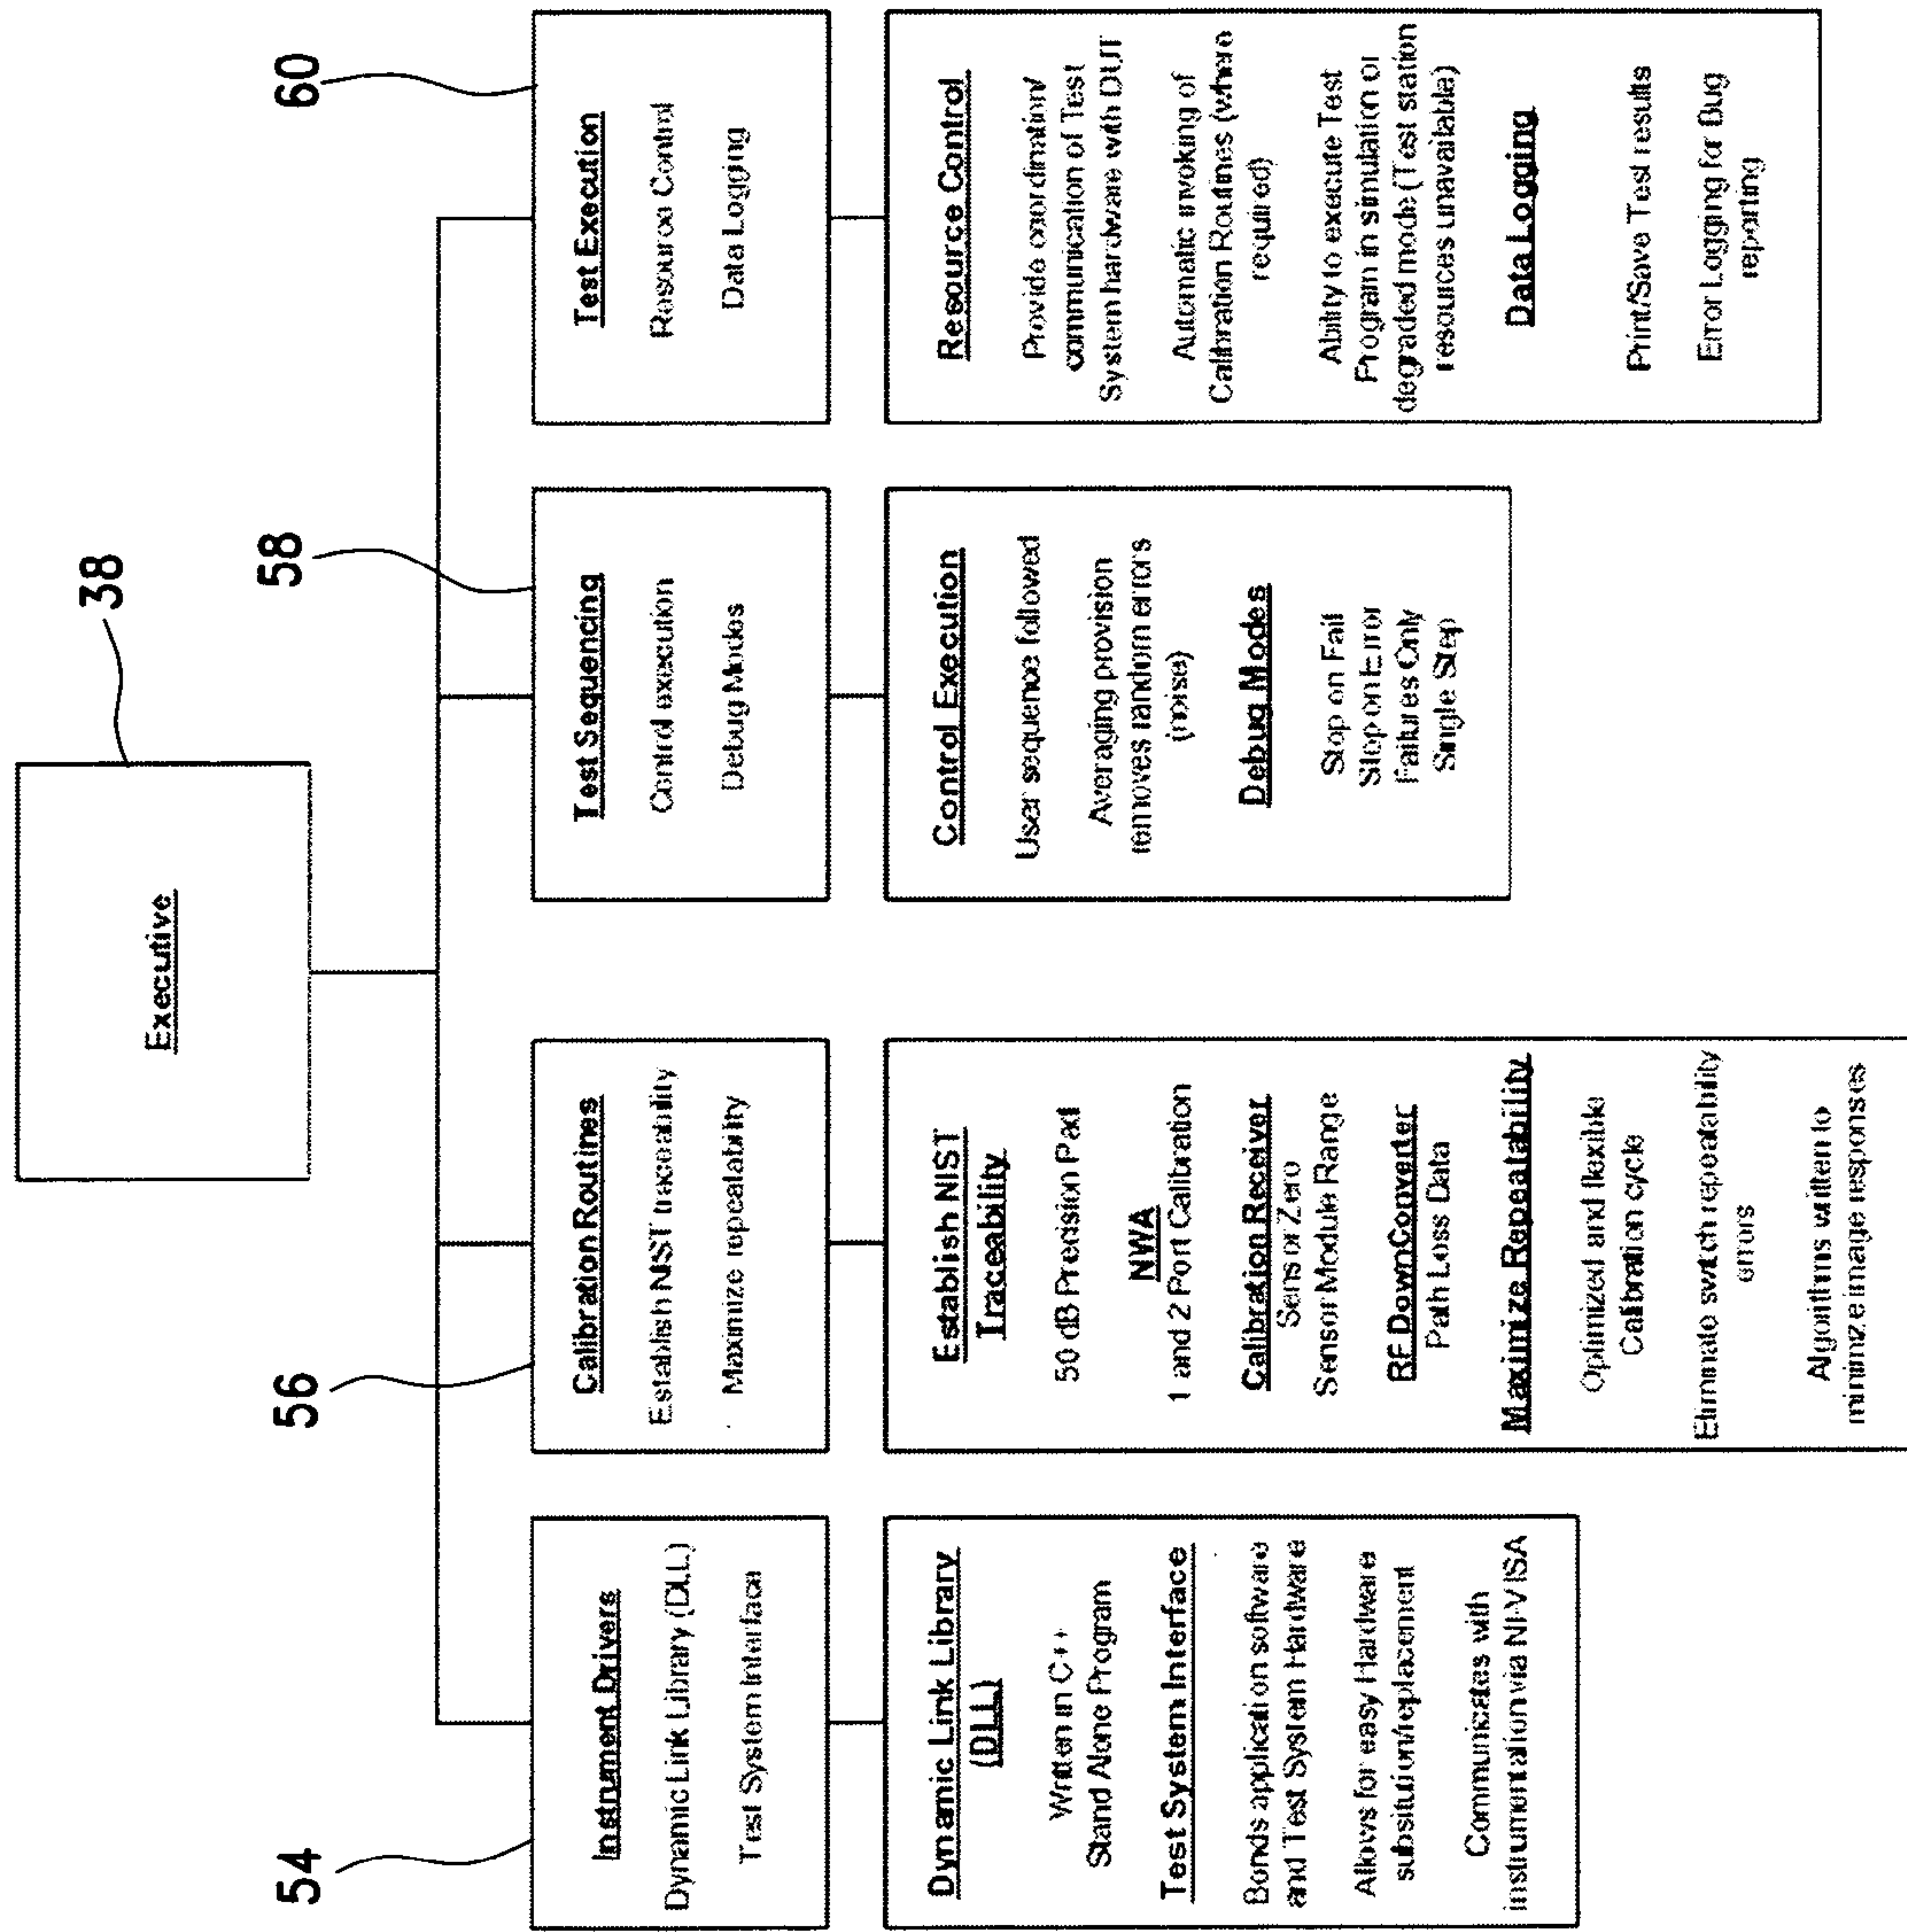 38
Executive
54
Instrument Drivers
Dynamic Link Library (DLL)
Test System Interface
Dynamic Link Library
(DLL)
Written in C++
Stand Alone Program
Test System Interface
Bonds application software
and Test System Hardware
Allows for easy Hardware
subsitution/replacement
Communicates with
instrumentation via NI-VISA
56
Calibration Routines
Establish NIST traceability
Maximize repeatability
Establish NIST
Traceability
50 dB Precision Pad
NWA
1 and 2 Port Calibration
Calibration Receiver
Sensor Zero
Sensor Module Range
RF DownConverter
Path Loss Data
Maximize Repeatability
Optimized and flexible
Calibration cycle
Eliminate switch repeatability
errors
Algorithms written to
minimize image responses
58
Test Sequencing
Control execution
Debug Modes
Control Execution
User sequence followed
Averaging provision
removes random errors
(noise)
Debug Modes
Stop on Fail
Stop on Error
Failures Only
Single Step
60
Test Execution
Resource Control
Data Logging
Resource Control
Provide coordination/
communication of Test
System hardware with DUT
Automatic invoking of
Calibration Routines (where
required)
Ability to execute Test
Program in simulation or
degraded mode (Test station
resources unavailable)
Data Logging
Print/Save Test results
Error Logging for Bug
reporting